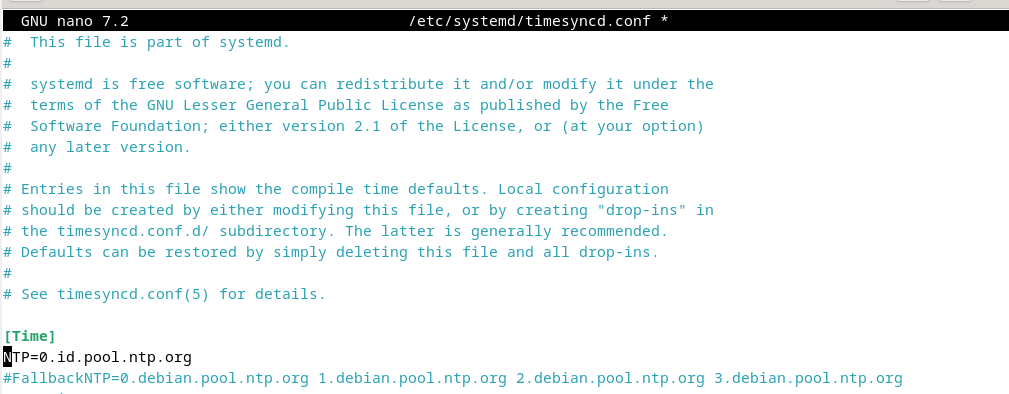 GNU nano 7.2 /etc/systemd/timesyncd.conf *
#  This file is part of systemd.
#
#  systemd is free software; you can redistribute it and/or modify it under the
#  terms of the GNU Lesser General Public License as published by the Free
#  Software Foundation; either version 2.1 of the License, or (at your option)
#  any later version.
#
# Entries in this file show the compile time defaults. Local configuration
# should be created by either modifying this file, or by creating "drop-ins" in
# the timesyncd.conf.d/ subdirectory. The latter is generally recommended.
# Defaults can be restored by simply deleting this file and all drop-ins.
#
# See timesyncd.conf(5) for details.

[Time]
NTP=0.id.pool.ntp.org
#FallbackNTP=0.debian.pool.ntp.org 1.debian.pool.ntp.org 2.debian.pool.ntp.org 3.debian.pool.ntp.org